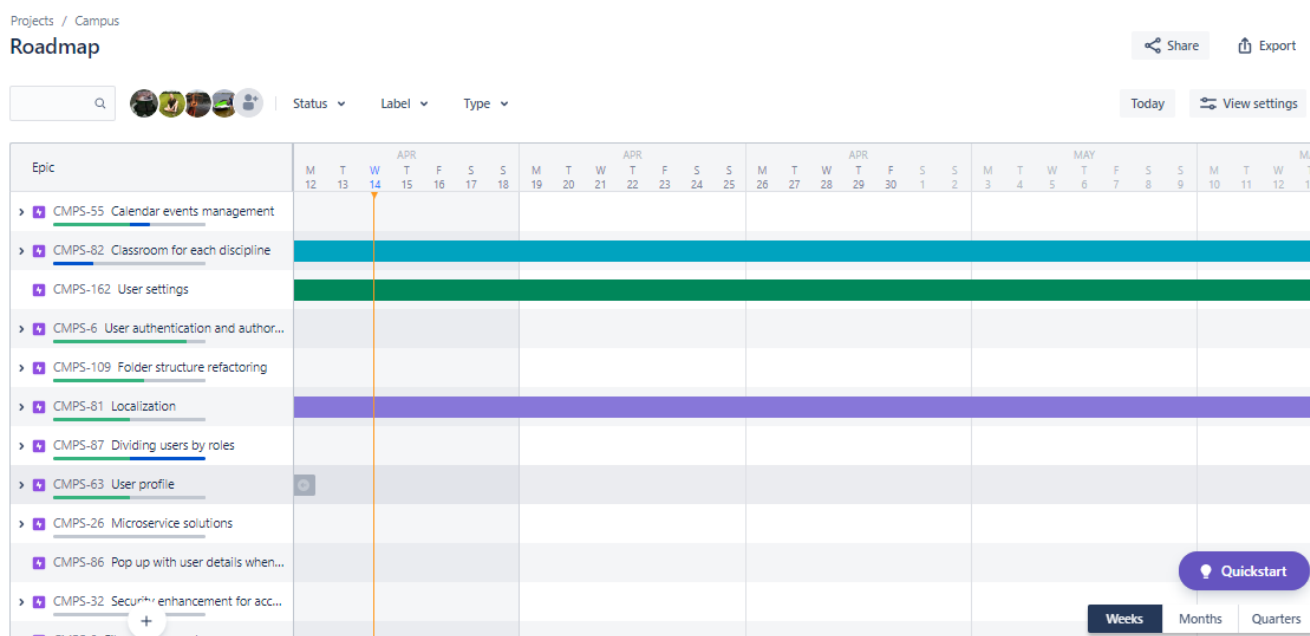 Projects / Campus
Roadmap
Share
Export
Status
Label
Type
Today
View settings
Epic
APR APR APR MAY
M T W T F S S M T W T F S S M T W T F S S M T W T F S S M T W
12 13 14 15 16 17 18 19 20 21 22 23 24 25 26 27 28 29 30 1 2 3 4 5 6 7 8 9 10 11 12
CMPS-55 Calendar events management
CMPS-82 Classroom for each discipline
CMPS-162 User settings
CMPS-6 User authentication and author...
CMPS-109 Folder structure refactoring
CMPS-81 Localization
CMPS-87 Dividing users by roles
CMPS-63 User profile
CMPS-26 Microservice solutions
CMPS-86 Pop up with user details when...
Quickstart
CMPS-32 Security enhancement for acc...
+
Weeks
Months
Quarters